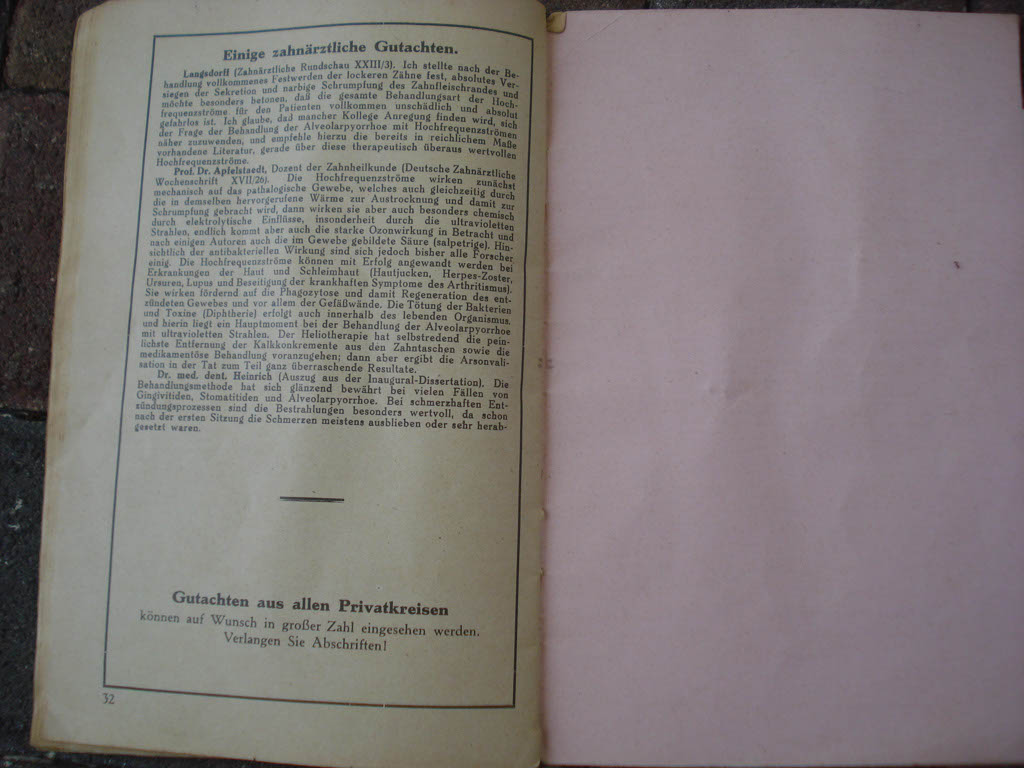 Einige zahnärztliche Gutachten.
Langsdorff (Zahnärztliche Rundschau XXIII/3). Ich stellte nach der Be-
handlung vollkommenes Festwerden der lockeren Zähne fest, absolutes Ver-
siegen der Sekretion und narbige Schrumpfung des Zahnfleischrandes und
möchte besonders betonen, daß die gesamte Behandlungsart der Hoch-
frequenzströme für den Patienten vollkommen unschädlich und absolut
gefahrlos ist. Ich glaube, daß mancher Kollege Anregung finden wird, sich
der Frage der Behandlung der Alveolarpyorrhoe mit Hochfrequenzströmen
näher zuzuwenden, und empfehle hierzu die bereits in reichlichem Maße
vorhandene Literatur, gerade über diese therapeutisch überaus wertvollen
Hochfrequenzströme.
Prof. Dr. Apfelstaedt, Dozent der Zahnheilkunde (Deutsche Zahnärztliche
Wochenschrift XVII/26). Die Hochfrequenzströme wirken zunächst
mechanisch auf das pathalogische Gewebe, welches auch gleichzeitig durch
die in demselben hervorgerufene Wärme zur Austrocknung und damit zur
Schrumpfung gebracht wird, dann wirken sie aber auch besonders chemisch
durch elektrolytische Einflüsse, insonderheit durch die ultravioletten
Strahlen, endlich kommt aber auch die starke Ozonwirkung in Betracht und
nach einigen Autoren auch die im Gewebe gebildete Säure (salpetrige). Hin-
sichtlich der antibakteriellen Wirkung sind sich jedoch bisher alle Forscher
einig. Die Hochfrequenzströme können mit Erfolg angewandt werden bei
Erkrankungen der Haut und Schleimhaut (Hautjucken, Herpes-Zoster,
Ursuren, Lupus und Beseitigung der krankhaften Symptome des Arthritismus).
Sie wirken fördernd auf die Phagozytose und damit Regeneration des ent-
zündeten Gewebes und vor allem der Gefäßwände. Die Tötung der Bakterien
und Toxine (Diphtherie) erfolgt auch innerhalb des lebenden Organismus,
und hierin liegt ein Hauptmoment bei der Behandlung der Alveolarpyorrhoe
mit ultravioletten Strahlen. Der Heliotherapie hat selbstredend die pein-
lichste Entfernung der Kalkkonkremente aus den Zahntaschen sowie die
medikamentöse Behandlung voranzugehen; dann aber ergibt die Arsonvali-
sation in der Tat zum Teil ganz überraschende Resultate.
Dr. med. dent. Heinrich (Auszug aus der Inaugural-Dissertation). Die
Behandlungsmethode hat sich glänzend bewährt bei vielen Fällen von
Gingivitiden, Stomatitiden und Alveolarpyorrhoe. Bei schmerzhaften Ent-
zündungsprozessen sind die Bestrahlungen besonders wertvoll, da schon
nach der ersten Sitzung die Schmerzen meistens ausblieben oder sehr herab-
gesetzt waren.
Gutachten aus allen Privatkreisen
können auf Wunsch in großer Zahl eingesehen werden.
Verlangen Sie Abschriften!
32